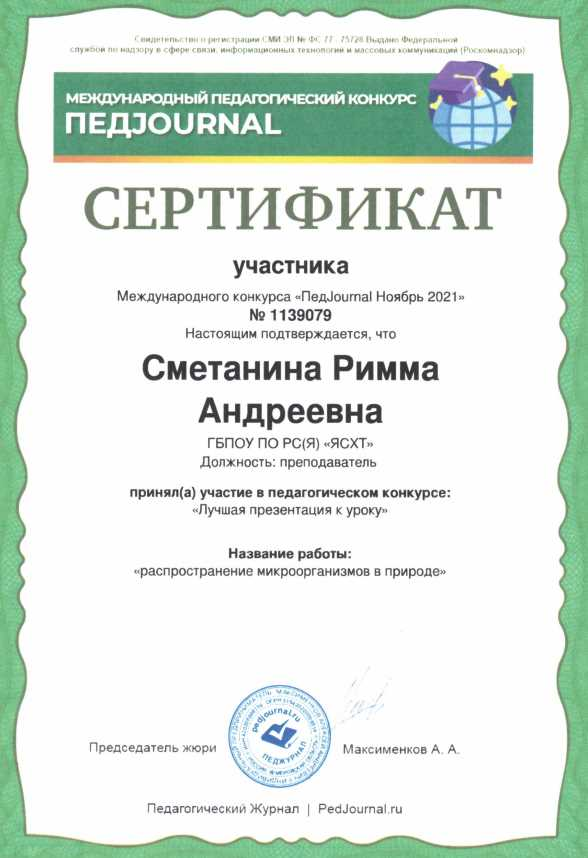 Свидетельство о регистрации СМИ ЭЛ № ФС 77 - 75728 Выдано Федеральной
службой по надзору в сфере связи, информационных технологий и массовых коммуникаций (Роскомнадзор)
МЕЖДУНАРОДНЫЙ ПЕДАГОГИЧЕСКИЙ КОНКУРС
ПЕДJOURNAL
СЕРТИФИКАТ
участника
Международного конкурса «ПедJournal Ноябрь 2021»
№ 1139079
Настоящим подтверждается, что
Сметанина Римма
Андреевна
ГБПОУ ПО РС(Я) «ЯСХТ»
Должность: преподаватель
принял(а) участие в педагогическом конкурсе:
«Лучшая презентация к уроку»
Название работы:
«распространение микроорганизмов в природе»
pedjournal.ru
ПЕДЖУРНАЛ
Председатель жюри
Максименков А. А.
Педагогический Журнал | PedJournal.ru